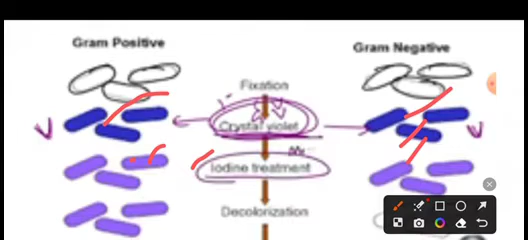 Gram Positive
Gram Negative
Fixation
Crystal violet
Iodine treatment
Decolorization